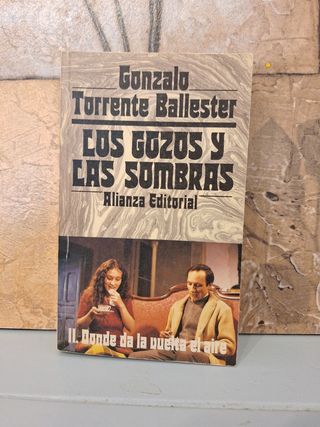 Gonzalo
Torrente Ballester
LOS GOZOS Y
LAS SOMBRAS
Alianza Editorial
II. Donde da la vuelta el aire